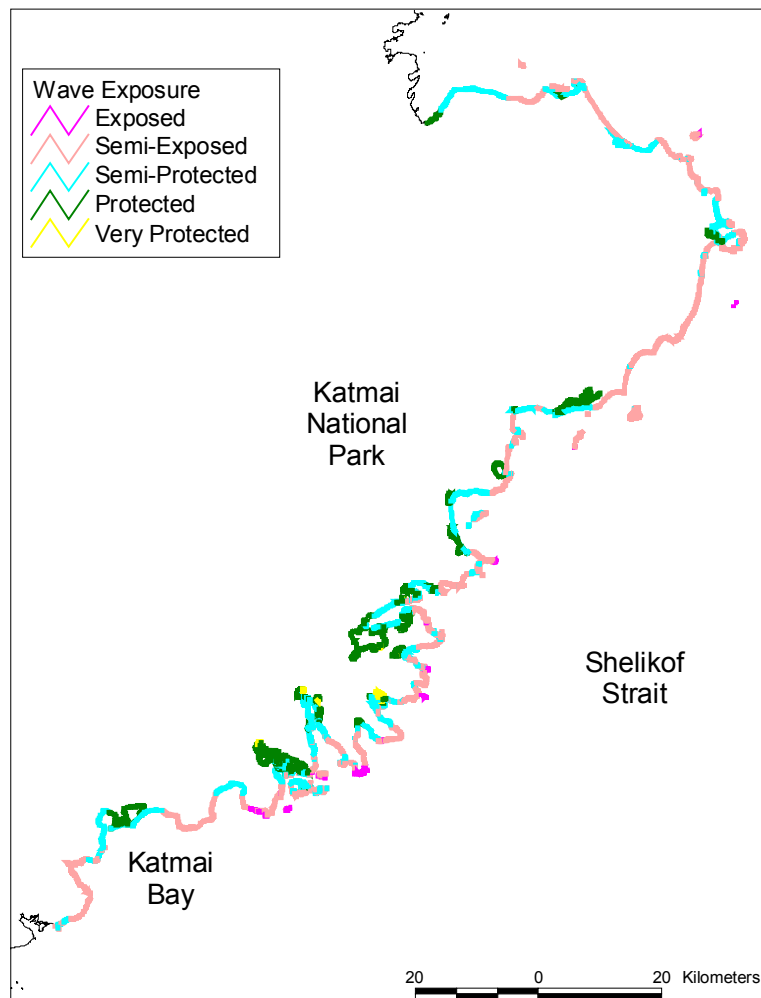 Wave Exposure
Exposed
Semi-Exposed
Semi-Protected
Protected
Very Protected
Katmai
National
Park
Shelikof
Strait
Katmai
Bay
20 0 20 Kilometers